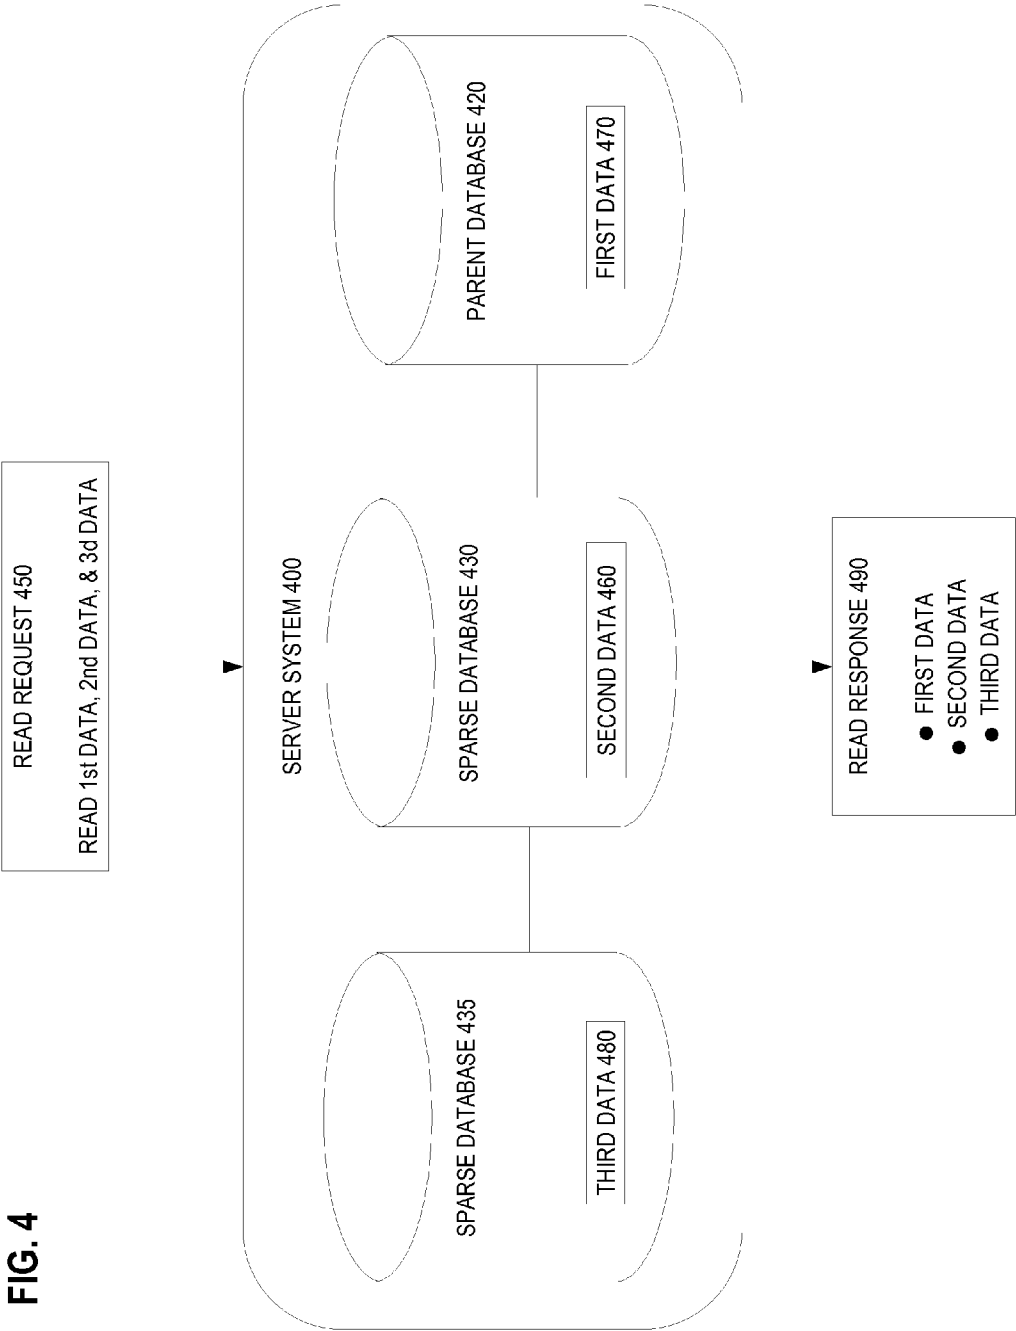 FIG. 4
READ REQUEST 450
READ 1st DATA, 2nd DATA, & 3d DATA
SERVER SYSTEM 400
SPARSE DATABASE 435
THIRD DATA 480
SPARSE DATABASE 430
SECOND DATA 460
PARENT DATABASE 420
FIRST DATA 470
READ RESPONSE 490
● FIRST DATA
● SECOND DATA
● THIRD DATA